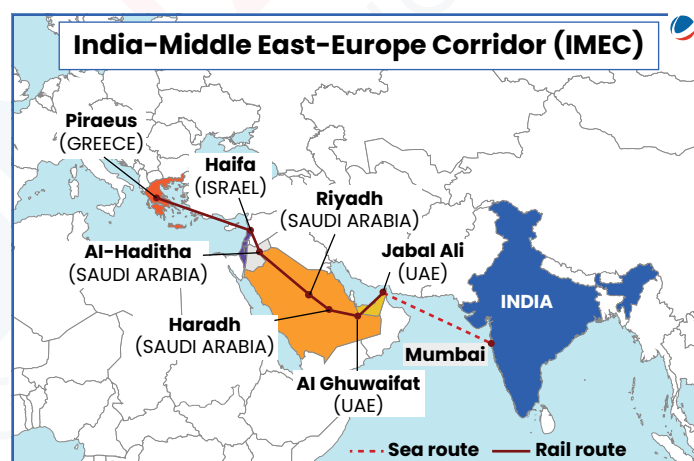 India-Middle East-Europe Corridor (IMEC)
Piraeus
(GREECE)
Haifa
(ISRAEL)
Riyadh
(SAUDI ARABIA)
Al-Haditha
(SAUDI ARABIA)
Jabal Ali
(UAE)
INDIA
Haradh
(SAUDI ARABIA)
Mumbai
Al Ghuwaifat
(UAE)
Sea route
Rail route